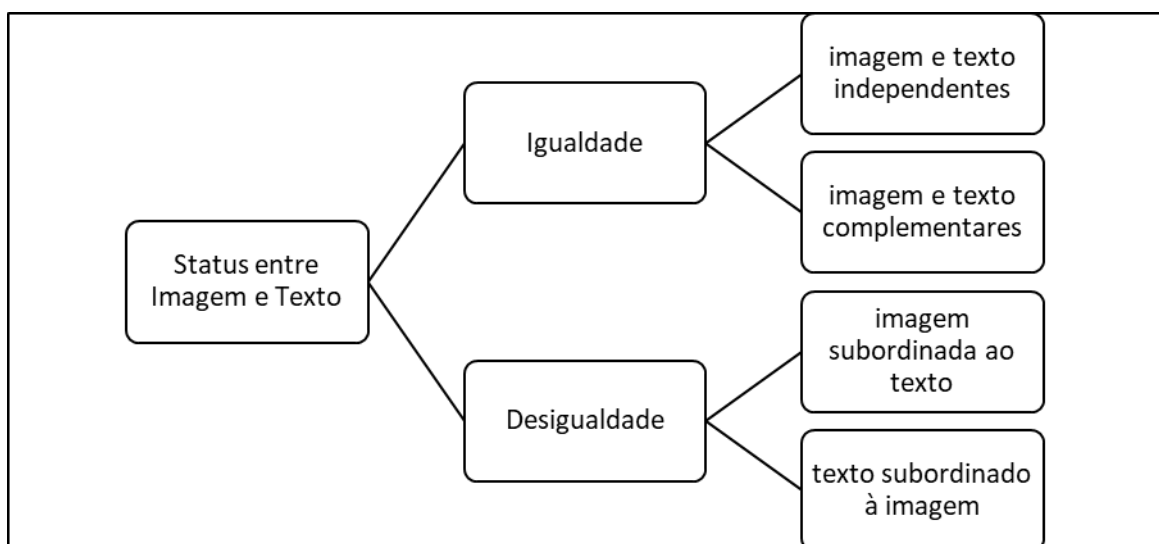 Status entre
Imagem e Texto
Igualdade
imagem e texto
independentes
imagem e texto
complementares
Desigualdade
imagem
subordinada ao
texto
texto subordinado
à imagem